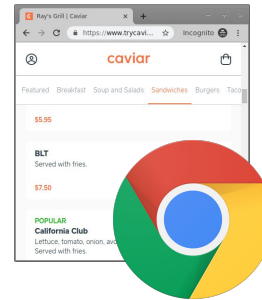 Ray's Grill | Caviar
https://www.trycavi...
Incognito
caviar
Featured Breakfast Soup and Salads Sandwiches Burgers Taco
$5.95
BLT
Served with fries.
$7.50
POPULAR
California Club
Lettuce, tomato, onion,
Served with fries.